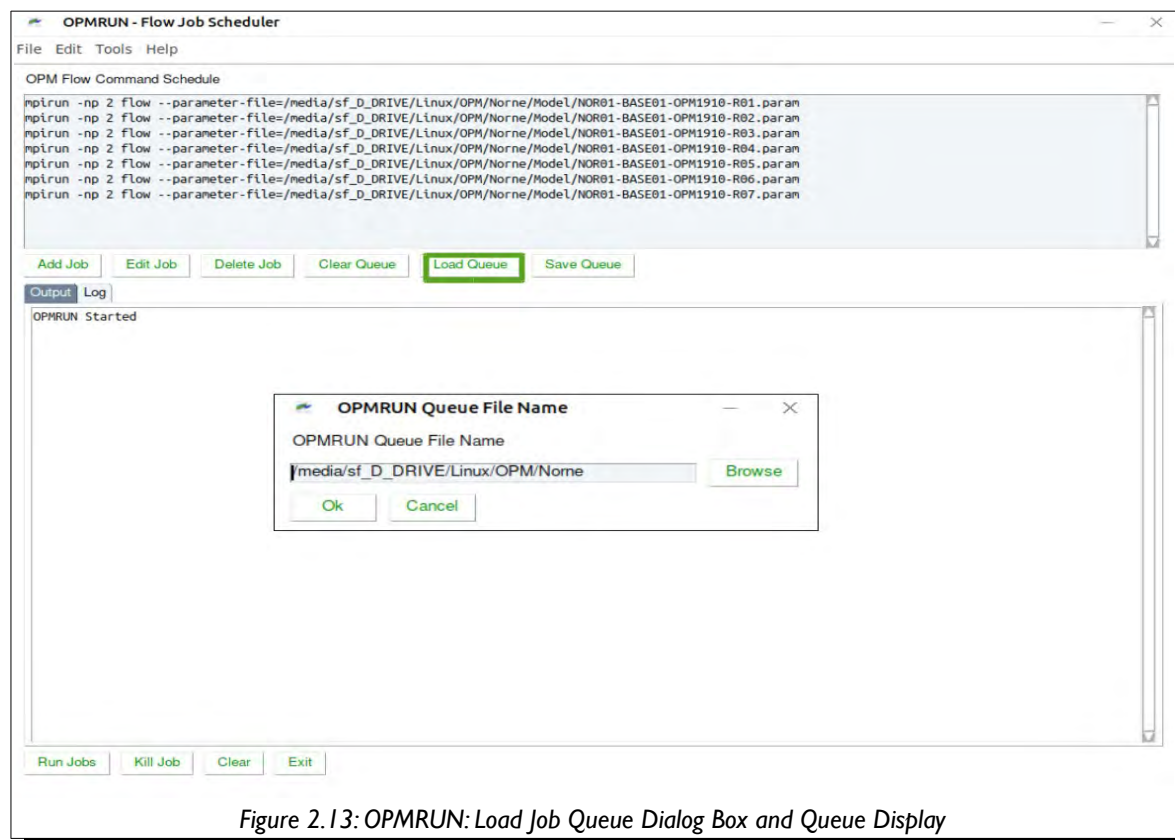 OPMRUN - Flow Job Scheduler
File Edit Tools Help
OPM Flow Command Schedule
mpirun -np 2 flow --parameter-file=/media/sf_D_DRIVE/Linux/OPM/Norne/Model/NOR01-BASE01-OPM1910-R01.param
mpirun -np 2 flow --parameter-file=/media/sf_D_DRIVE/Linux/OPM/Norne/Model/NOR01-BASE01-OPM1910-R02.param
mpirun -np 2 flow --parameter-file=/media/sf_D_DRIVE/Linux/OPM/Norne/Model/NOR01-BASE01-OPM1910-R03.param
mpirun -np 2 flow --parameter-file=/media/sf_D_DRIVE/Linux/OPM/Norne/Model/NOR01-BASE01-OPM1910-R04.param
mpirun -np 2 flow --parameter-file=/media/sf_D_DRIVE/Linux/OPM/Norne/Model/NOR01-BASE01-OPM1910-R05.param
mpirun -np 2 flow --parameter-file=/media/sf_D_DRIVE/Linux/OPM/Norne/Model/NOR01-BASE01-OPM1910-R06.param
mpirun -np 2 flow --parameter-file=/media/sf_D_DRIVE/Linux/OPM/Norne/Model/NOR01-BASE01-OPM1910-R07.param
Add Job Edit Job Delete Job Clear Queue Load Queue Save Queue
Output Log
OPMRUN Started
OPMRUN Queue File Name
OPMRUN Queue File Name
/media/sf_D_DRIVE/Linux/OPM/Norne Browse
Ok Cancel
Run Jobs Kill Job Clear Exit
Figure 2.13: OPMRUN: Load Job Queue Dialog Box and Queue Display